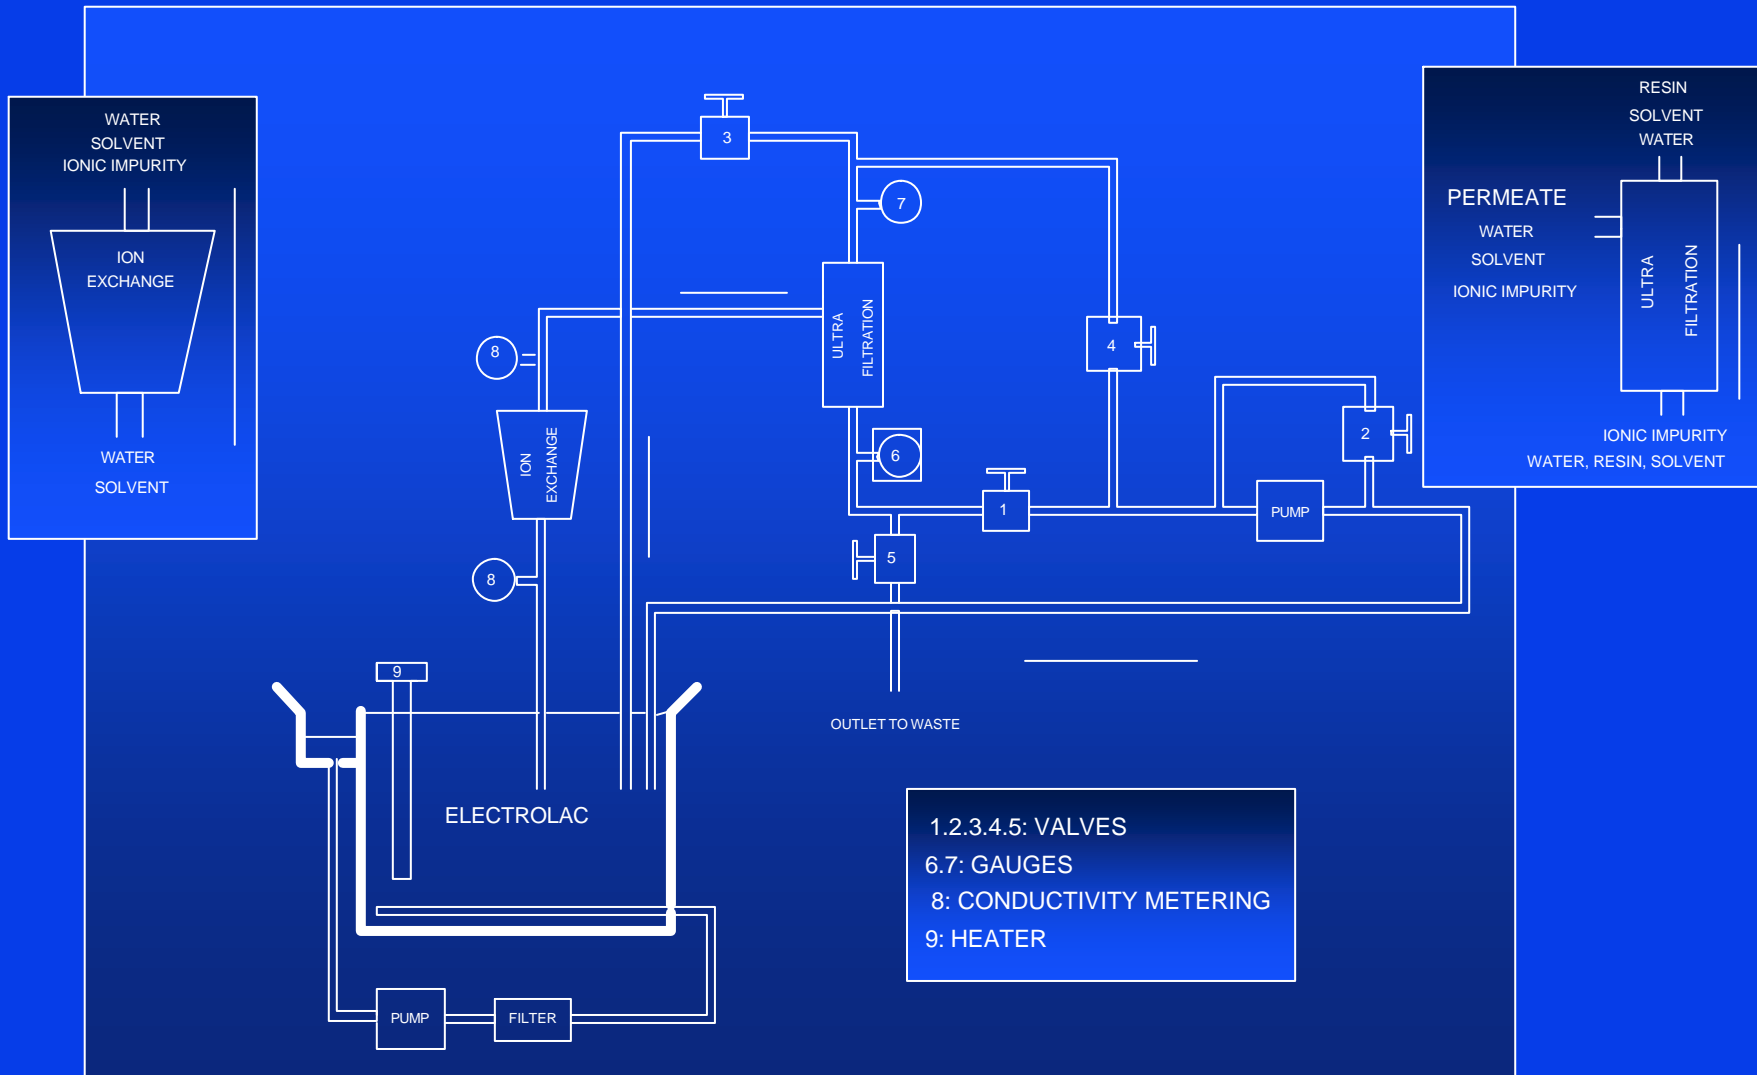 WATER
SOLVENT
IONIC IMPURITY
ION
EXCHANGE
WATER
SOLVENT
3
7
ULTRA
FILTRATION
8
4
2
ION
EXCHANGE
6
1
PUMP
5
8
9
OUTLET TO WASTE
ELECTROLAC
PUMP
FILTER
RESIN
SOLVENT
WATER
PERMEATE
WATER
SOLVENT
IONIC IMPURITY
ULTRA
FILTRATION
IONIC IMPURITY
WATER, RESIN, SOLVENT
1.2.3.4.5: VALVES
6.7: GAUGES
8: CONDUCTIVITY METERING
9: HEATER